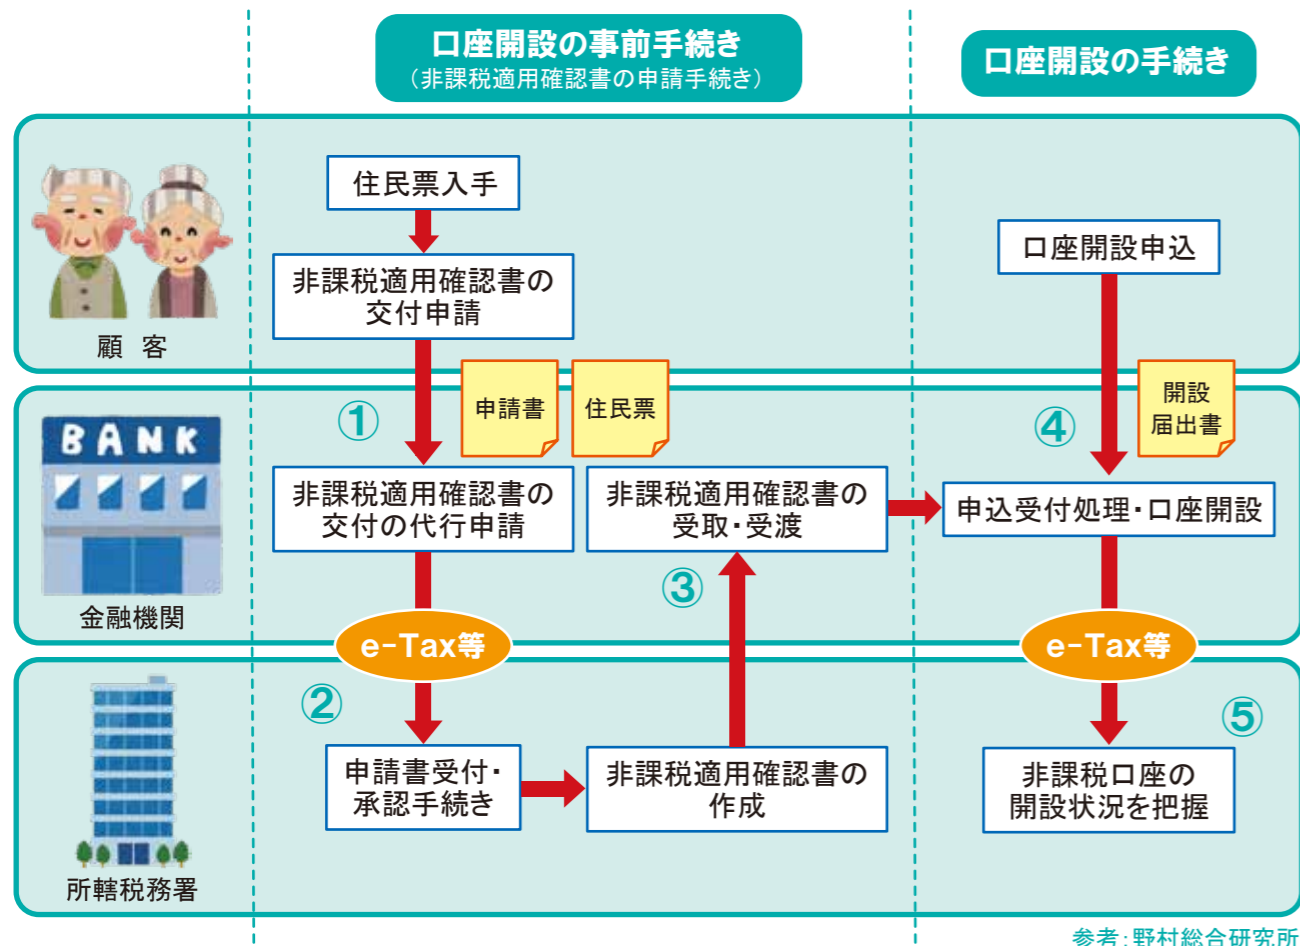 口座開設の事前手続き
(非課税適用確認書の申請手続き)
口座開設の手続き
住民票入手
非課税適用確認書の
交付申請
口座開設申込
顧 客
①
申請書
住民票
④
開設
届出書
BANK
金融機関
非課税適用確認書の
交付の代行申請
非課税適用確認書の
受取・受渡
申込受付処理・口座開設
③
e-Tax等
e-Tax等
②
⑤
申請書受付・
承認手続き
非課税適用確認書の
作成
非課税口座の
開設状況を把握
所轄税務署
参考:野村総合研究所